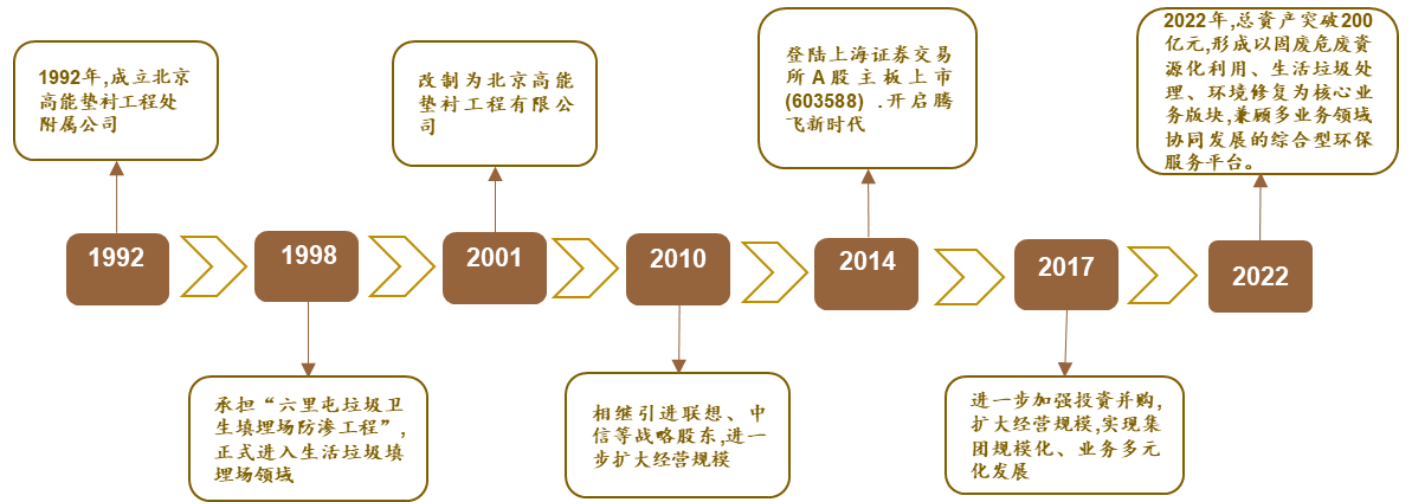 1992年,成立北京
高能垫衬工程处
附属公司
改制为北京高能
垫衬工程有限公
司
登陆上海证券交易
所A股主板上市
(603588) .开启腾
飞新时代
2022年,总资产突破200
亿元,形成以固废危废资
源化利用、生活垃圾处
理、环境修复为核心业
务版块,兼顾多业务领域
协同发展的综合型环保
服务平台。
1992
1998
2001
2010
2014
2017
2022
承担“六里屯垃圾卫
生填埋场防渗工程”,
正式进入生活垃圾填
埋场领域
相继引进联想、中
信等战略股东,进一
步扩大经营规模
进一步加强投资并购,
扩大经营规模,实现集
团规模化、业务多元
化发展